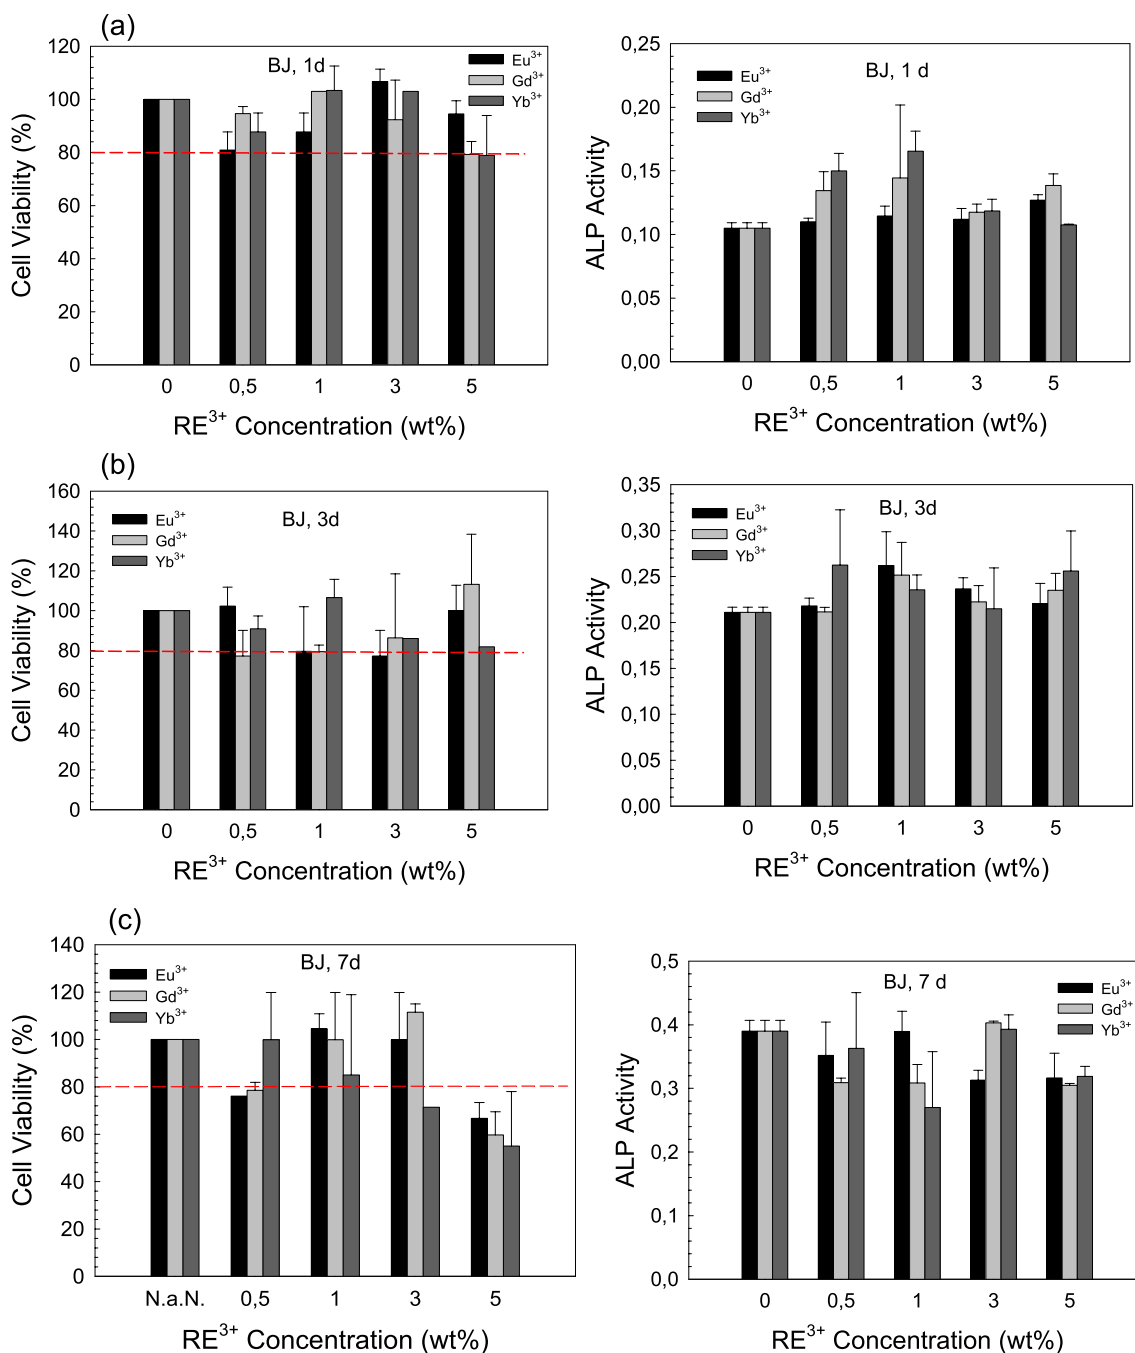 (a)
120
100
80
60
40
20
0
Cell Viability (%)
BJ, 1d
Eu³⁺
Gd³⁺
Yb³⁺
0 0,5 1 3 5
RE³⁺ Concentration (wt%)
0,25
0,20
0,15
0,10
0,05
0,00
ALP Activity
BJ, 1 d
Eu³⁺
Gd³⁺
Yb³⁺
0 0,5 1 3 5
RE³⁺ Concentration (wt%)
(b)
160
140
120
100
80
60
40
20
0
Cell Viability (%)
BJ, 3d
Eu³⁺
Gd³⁺
Yb³⁺
0 0,5 1 3 5
RE³⁺ Concentration (wt%)
0,35
0,30
0,25
0,20
0,15
0,10
0,05
0,00
ALP Activity
BJ, 3d
Eu³⁺
Gd³⁺
Yb³⁺
0 0,5 1 3 5
RE³⁺ Concentration (wt%)
(c)
140
120
100
80
60
40
20
0
Cell Viability (%)
BJ, 7d
Eu³⁺
Gd³⁺
Yb³⁺
N.a.N. 0,5 1 3 5
RE³⁺ Concentration (wt%)
0,5
0,4
0,3
0,2
0,1
0,0
ALP Activity
BJ, 7 d
Eu³⁺
Gd³⁺
Yb³⁺
0 0,5 1 3 5
RE³⁺ Concentration (wt%)